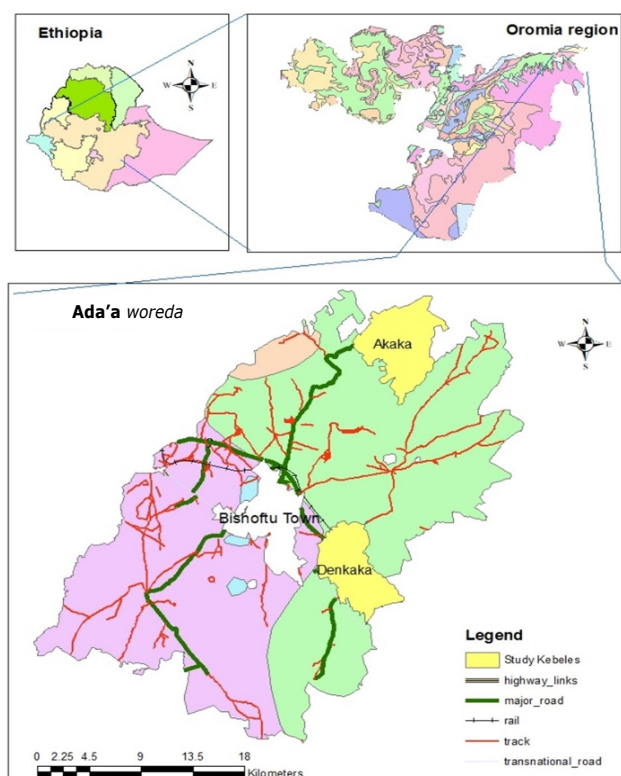 Ethiopia
N
W E
S
Oromia region
N
W E
S
Ada’a woreda
N
W E
S
Akaka
Bishoftu Town
Denkaka
Legend
Study Kebeles
highway_links
major_road
rail
track
transnational_road
0 2.25 4.5 9 13.5 18
Kilometers